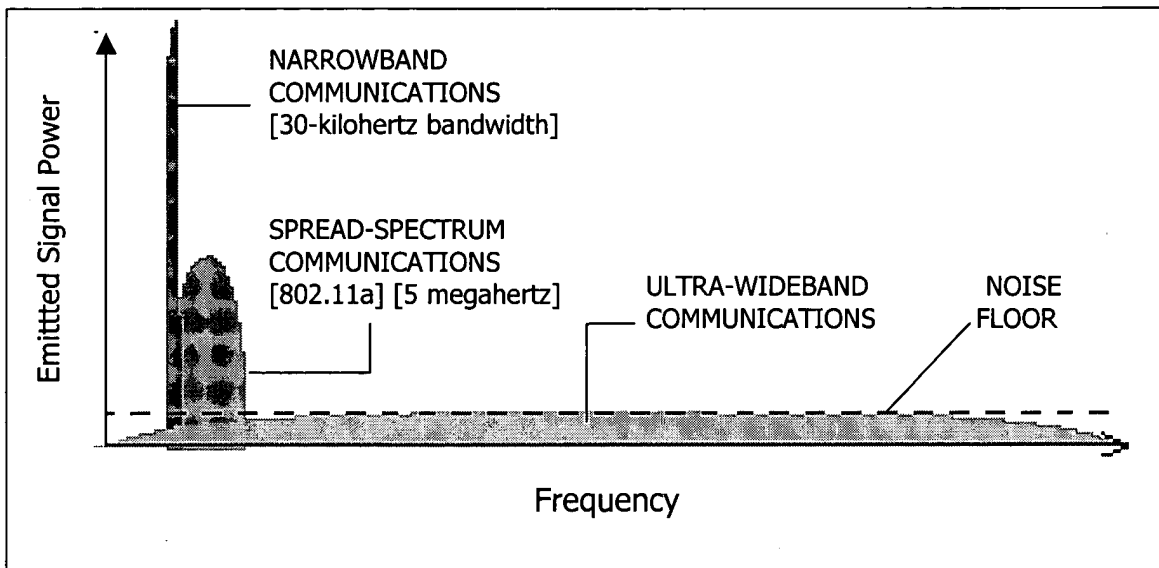 NARROWBAND
COMMUNICATIONS
[30-kilohertz bandwidth]
SPREAD-SPECTRUM
COMMUNICATIONS
[802.11a] [5 megahertz]
ULTRA-WIDEBAND
COMMUNICATIONS
NOISE
FLOOR
Emitttted Signal Power
Frequency